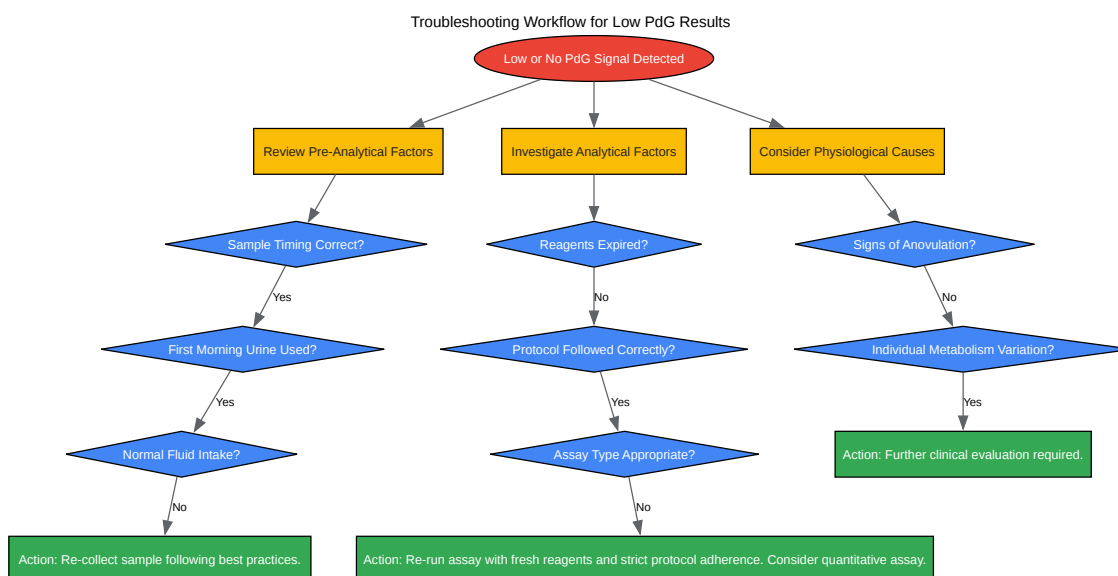 Troubleshooting Workflow for Low PdG Results
Low or No PdG Signal Detected
Review Pre-Analytical Factors
Investigate Analytical Factors
Consider Physiological Causes
Sample Timing Correct?
Reagents Expired?
Signs of Anovulation?
Yes
No
No
First Morning Urine Used?
Protocol Followed Correctly?
Individual Metabolism Variation?
Yes
Yes
Yes
Normal Fluid Intake?
Assay Type Appropriate?
Action: Further clinical evaluation required.
No
No
Action: Re-collect sample following best practices.
Action: Re-run assay with fresh reagents and strict protocol adherence. Consider quantitative assay.